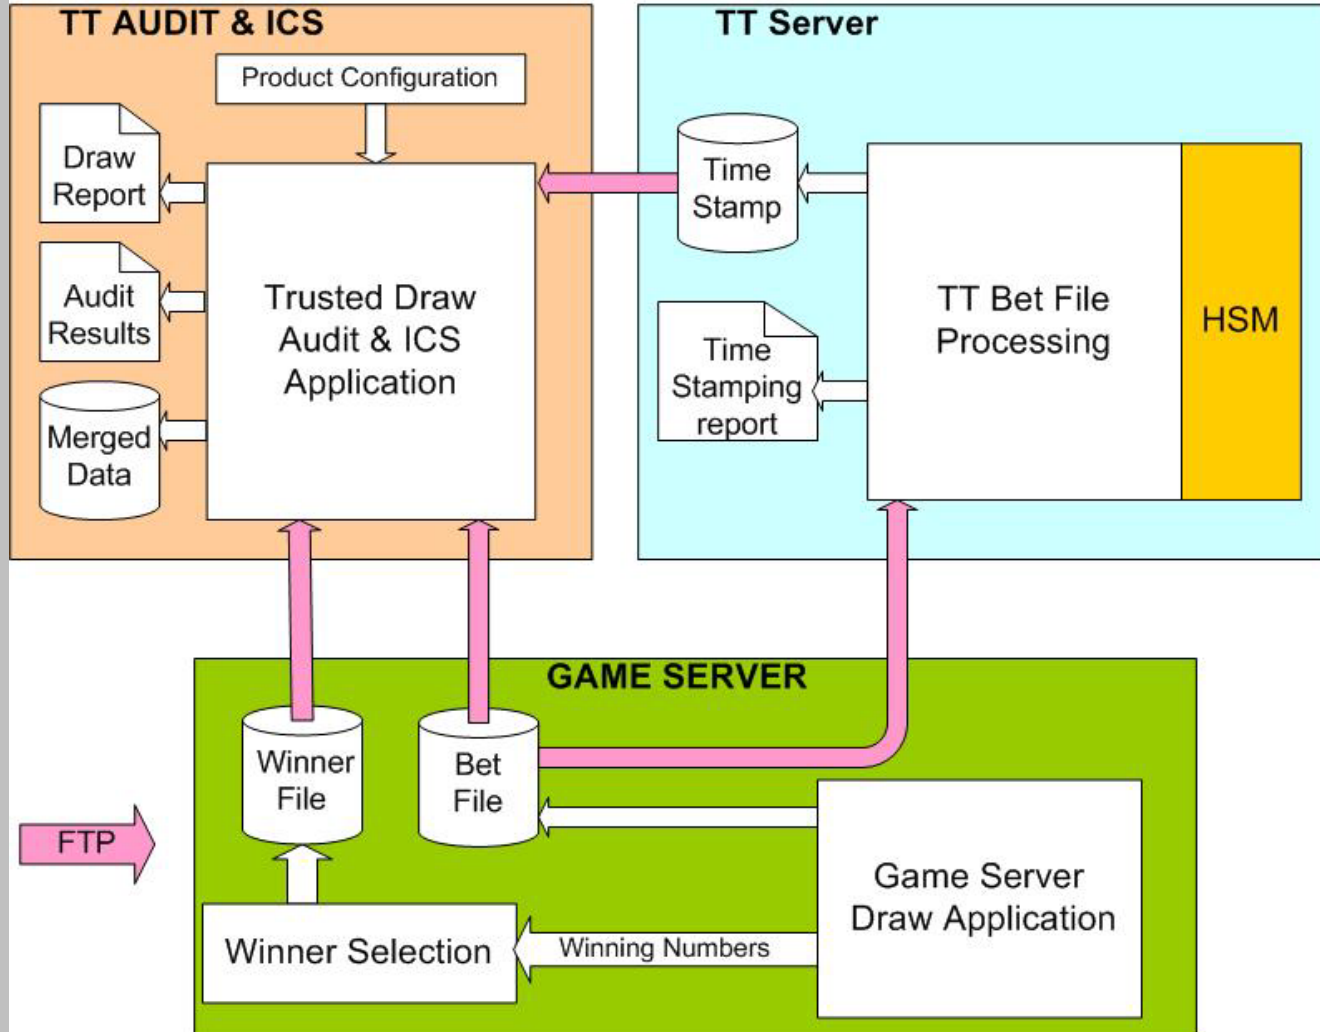 TT AUDIT & ICS
Product Configuration
Draw
Report
Audit
Results
Merged
Data
Trusted Draw
Audit & ICS
Application
TT Server
Time
Stamp
Time
Stamping
report
TT Bet File
Processing
HSM
GAME SERVER
Winner
File
Bet
File
FTP
Game Server
Draw Application
Winner Selection
Winning Numbers